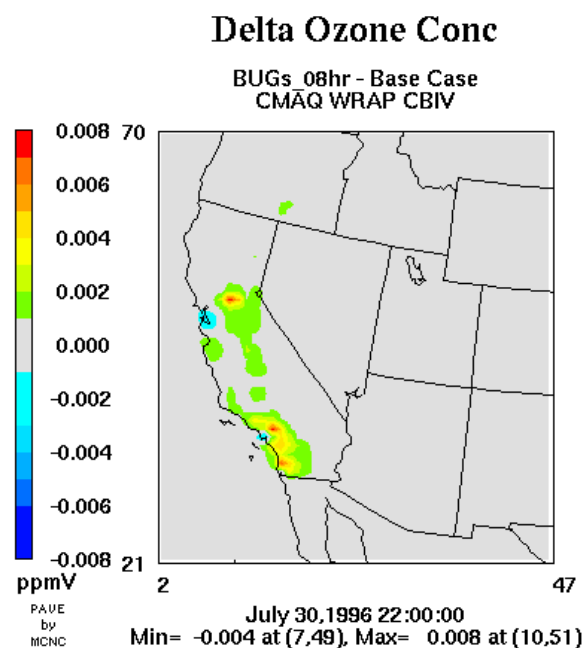 Delta Ozone Conc
BUGs_08hr - Base Case
CMAQ WRAP CBIV
0.008
0.006
0.004
0.002
0.000
-0.002
-0.004
-0.006
-0.008
ppmV
PAVE
by
MCNC
70
21
2
47
July 30,1996 22:00:00
Min= -0.004 at (7,49), Max= 0.008 at (10,51)